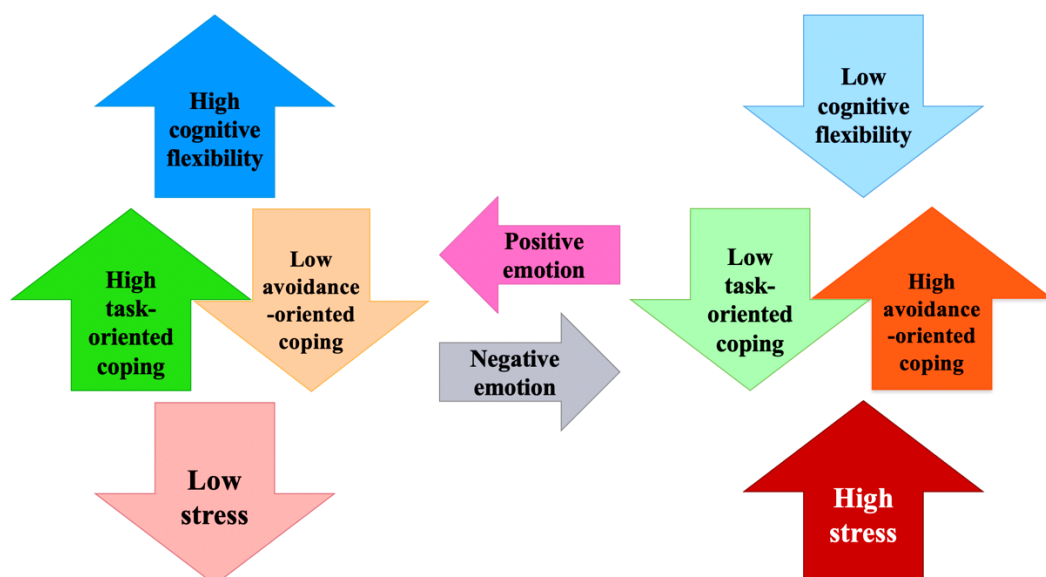 High
cognitive
flexibility
Low
cognitive
flexibility
High
task-
oriented
coping
Low
avoidance
-oriented
coping
Positive
emotion
Negative
emotion
Low
task-
oriented
coping
High
avoidance
-oriented
coping
Low
stress
High
stress